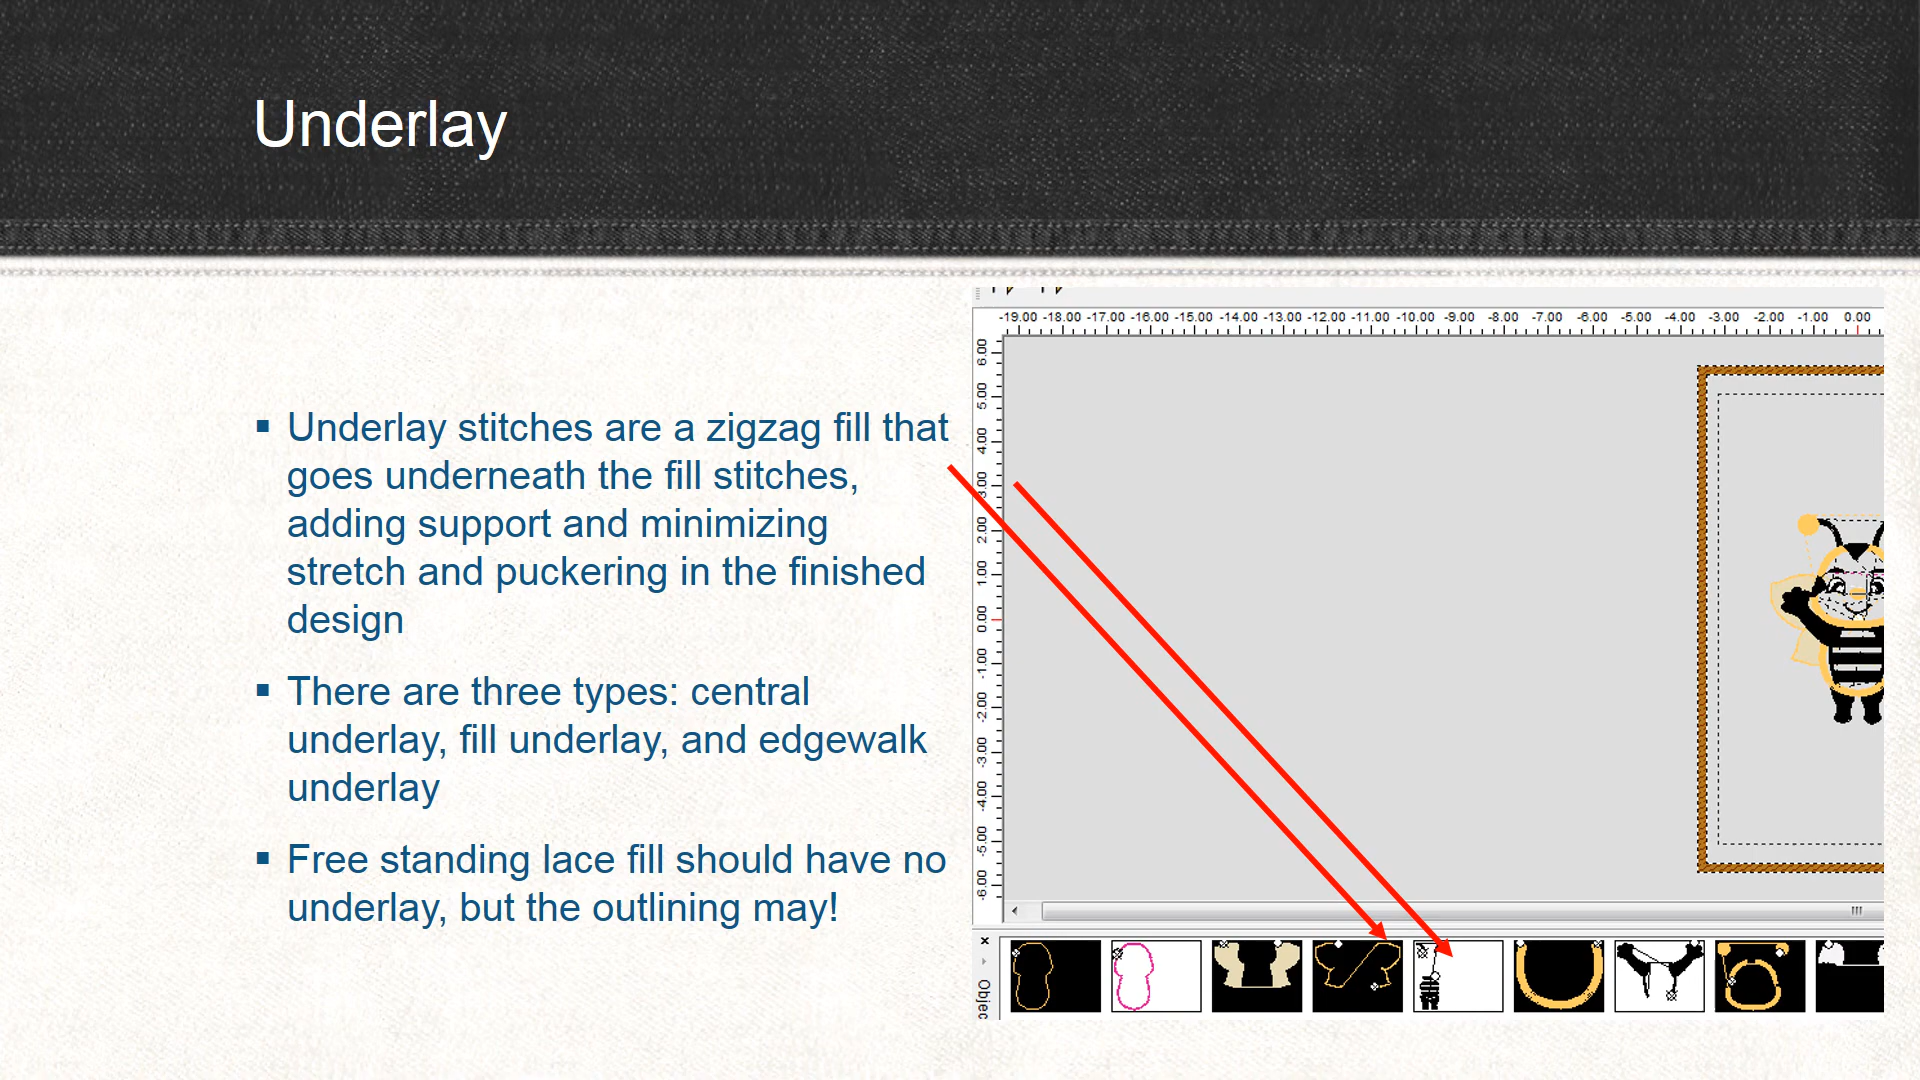 Underlay
▪ Underlay stitches are a zigzag fill that
goes underneath the fill stitches,
adding support and minimizing
stretch and puckering in the finished
design
▪ There are three types: central
underlay, fill underlay, and edgewalk
underlay
▪ Free standing lace fill should have no
underlay, but the outlining may!
-19.00 -18.00 -17.00 -16.00 -15.00 -14.00 -13.00 -12.00 -11.00 -10.00 -9.00 -8.00 -7.00 -6.00 -5.00 -4.00 -3.00 -2.00 -1.00 0.00
6.00
5.00
4.00
3.00
2.00
1.00
0.00
-1.00
-2.00
-3.00
-4.00
-5.00
-6.00
Objec